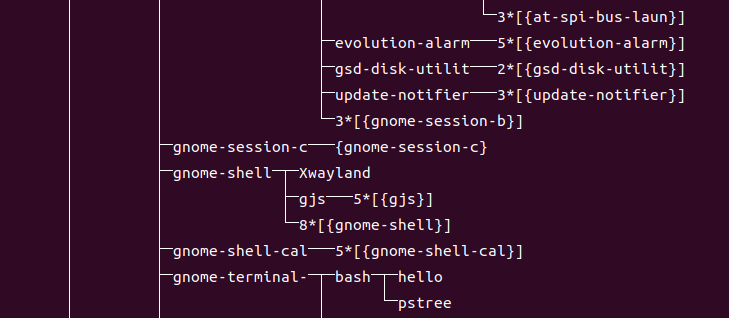 3*[{at-spi-bus-laun}]
evolution-alarm──5*[{evolution-alarm}]
gsd-disk-utilit──2*[{gsd-disk-utilit}]
update-notifier──3*[{update-notifier}]
3*[{gnome-session-b}]
gnome-session-c──{gnome-session-c}
gnome-shell──Xwayland
gjs──5*[{gjs}]
8*[{gnome-shell}]
gnome-shell-cal──5*[{gnome-shell-cal}]
gnome-terminal-──bash──hello
pstree